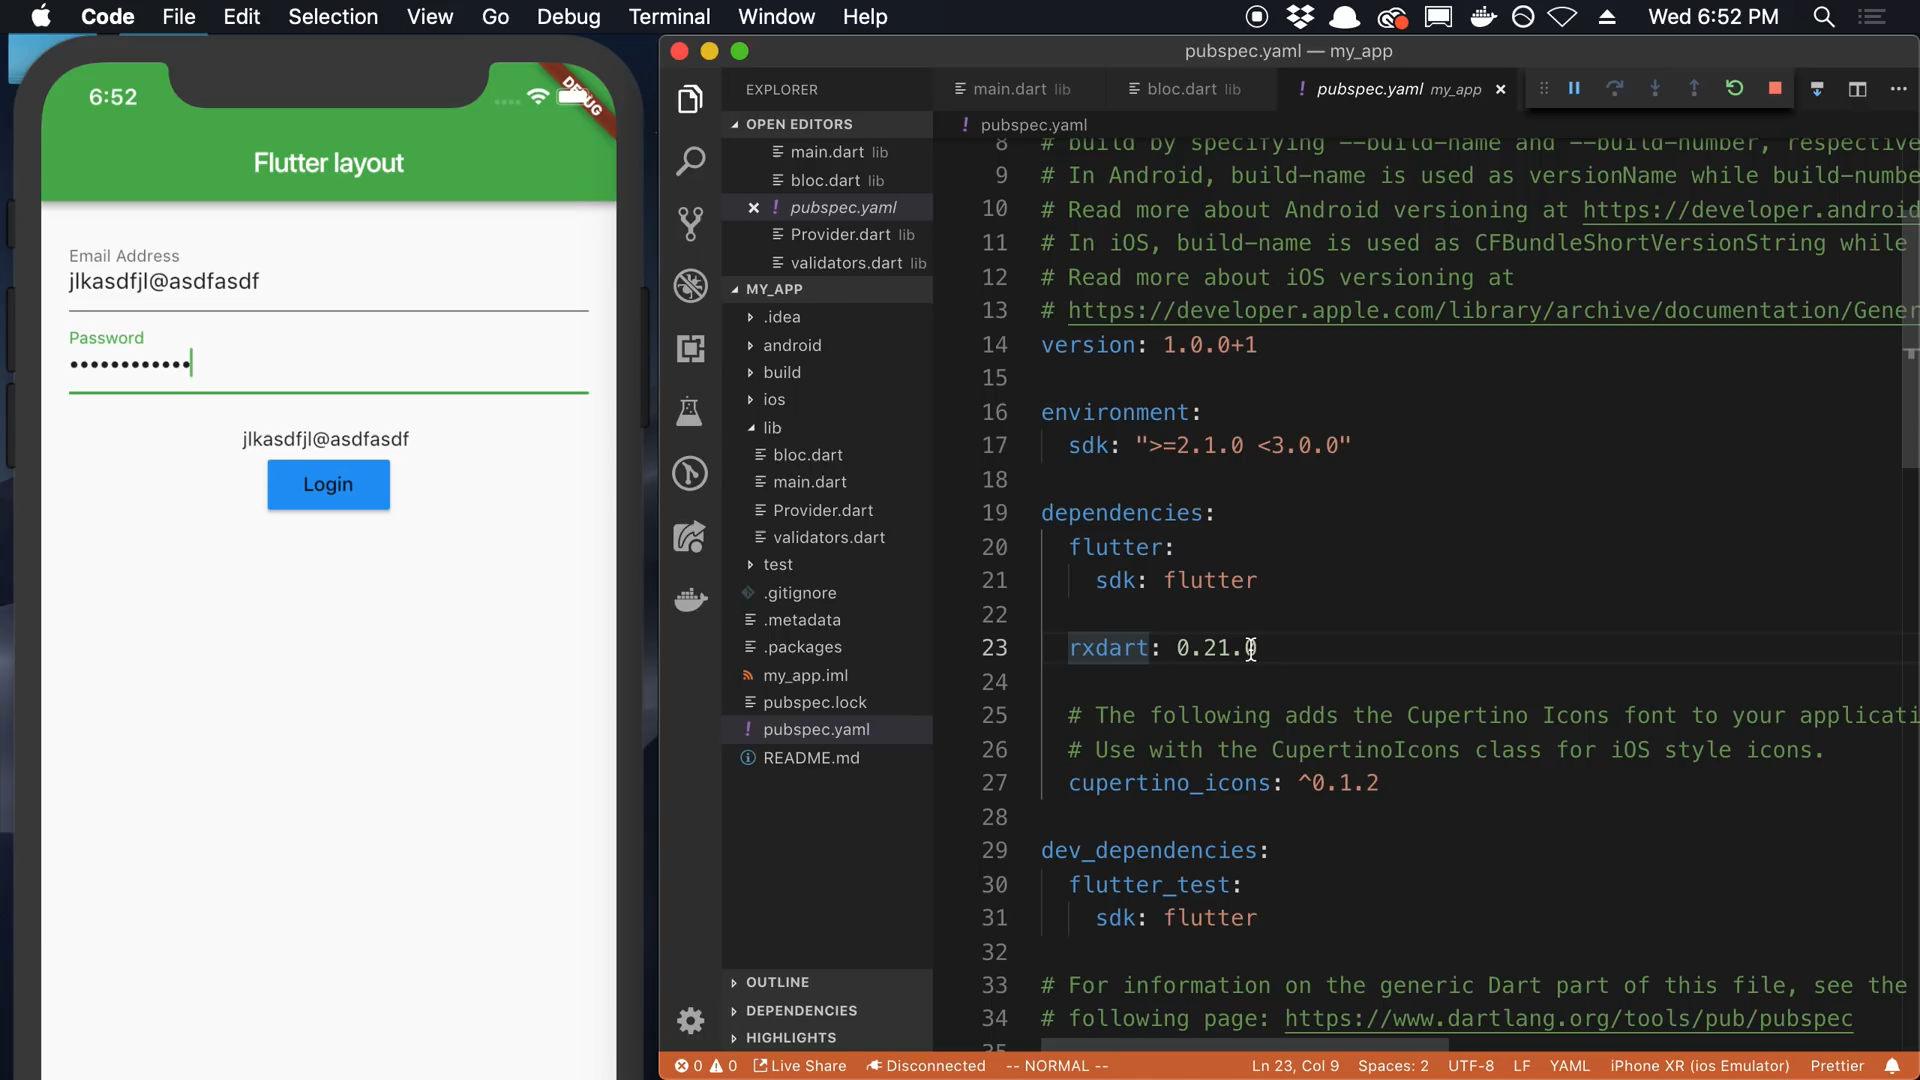 Code File Edit Selection View Go Debug Terminal Window Help
Wed 6:52 PM
6:52
DEBUG
Flutter layout
Email Address
jlkasdfjl@asdfasdf
Password
••••••••••••
jlkasdfjl@asdfasdf
Login
pubspec.yaml — my_app
EXPLORER
main.dart lib
bloc.dart lib
! pubspec.yaml my_app
OPEN EDITORS
main.dart lib
bloc.dart lib
! pubspec.yaml
Provider.dart lib
validators.dart lib
MY_APP
.idea
android
build
ios
lib
bloc.dart
main.dart
Provider.dart
validators.dart
test
.gitignore
.metadata
.packages
my_app.iml
pubspec.lock
! pubspec.yaml
README.md
OUTLINE
DEPENDENCIES
HIGHLIGHTS
! pubspec.yaml
8 # build by specifying --build-name and --build-number, respective
9 # In Android, build-name is used as versionName while build-numbe
10 # Read more about Android versioning at https://developer.android
11 # In iOS, build-name is used as CFBundleShortVersionString while
12 # Read more about iOS versioning at
13 # https://developer.apple.com/library/archive/documentation/Gener
14 version: 1.0.0+1
15
16 environment:
17 sdk: ">=2.1.0 <3.0.0"
18
19 dependencies:
20 flutter:
21 sdk: flutter
22
23 rxdart: 0.21.0
24
25 # The following adds the Cupertino Icons font to your applicati
26 # Use with the CupertinoIcons class for iOS style icons.
27 cupertino_icons: ^0.1.2
28
29 dev_dependencies:
30 flutter_test:
31 sdk: flutter
32
33 # For information on the generic Dart part of this file, see the
34 # following page: https://www.dartlang.org/tools/pub/pubspec
35
0 0 Live Share Disconnected -- NORMAL -- Ln 23, Col 9 Spaces: 2 UTF-8 LF YAML iPhone XR (ios Emulator) Prettier